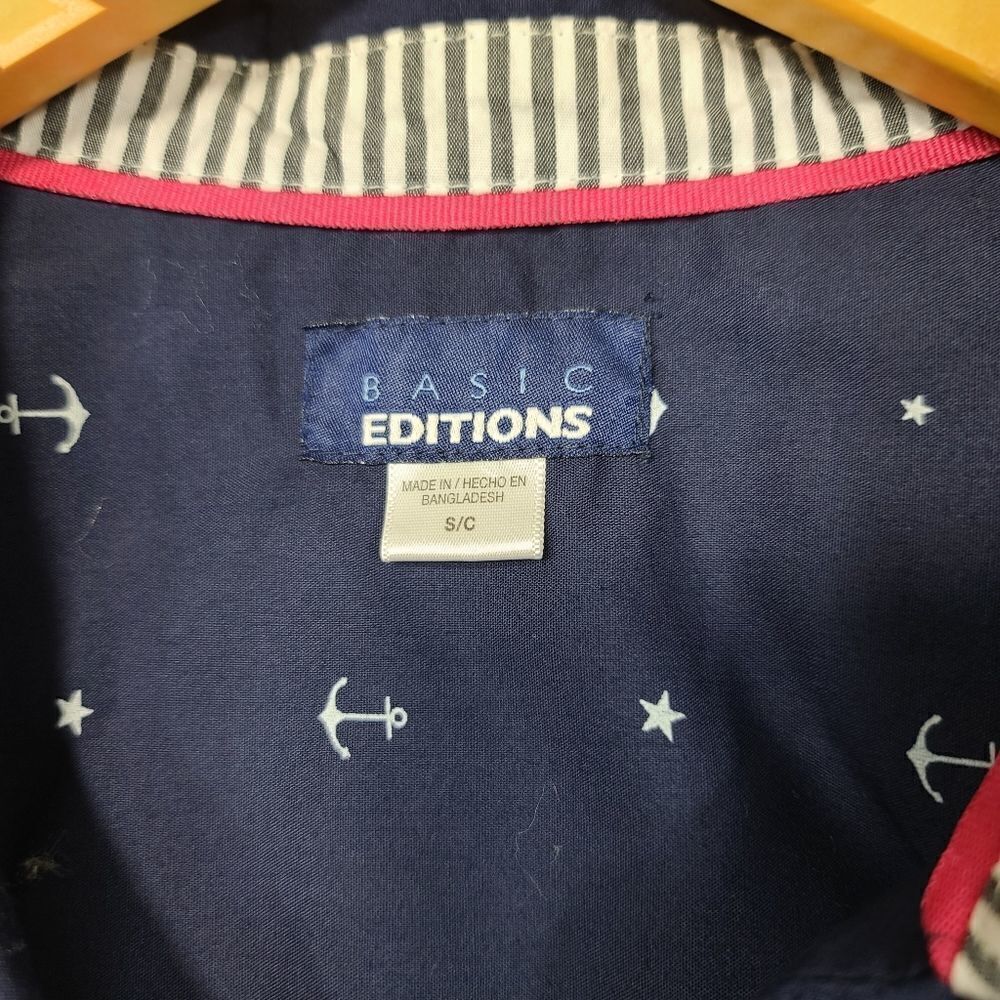 BASIC
EDITIONS
MADE IN / HECHO EN
BANGLADESH
S/C